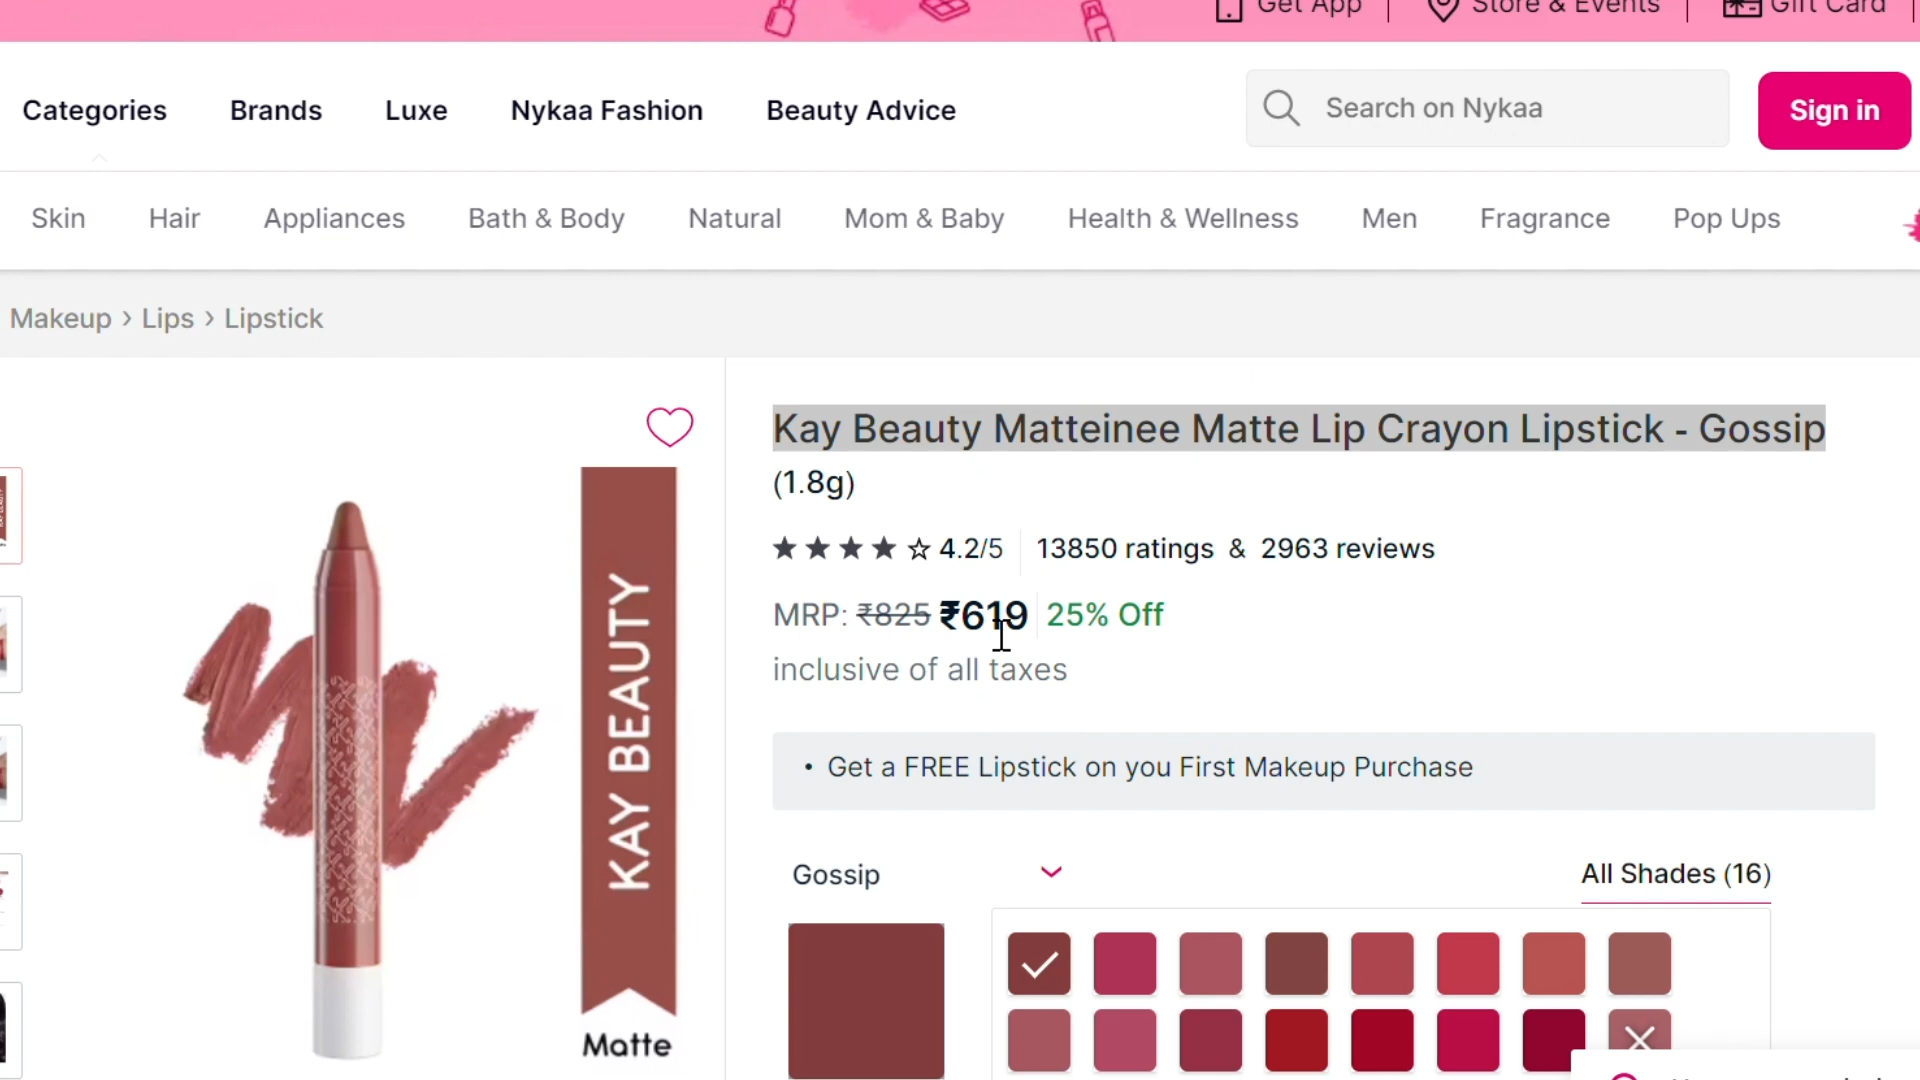 Get App
Store & Events
Gift Card
Categories
Brands
Luxe
Nykaa Fashion
Beauty Advice
Search on Nykaa
Sign in
Skin
Hair
Appliances
Bath & Body
Natural
Mom & Baby
Health & Wellness
Men
Fragrance
Pop Ups
Makeup › Lips › Lipstick
Kay Beauty Matteinee Matte Lip Crayon Lipstick - Gossip
(1.8g)
4.2/5
13850 ratings & 2963 reviews
MRP: ₹825 ₹619 25% Off
inclusive of all taxes
• Get a FREE Lipstick on you First Makeup Purchase
Gossip
All Shades (16)
KAY BEAUTY
Matte